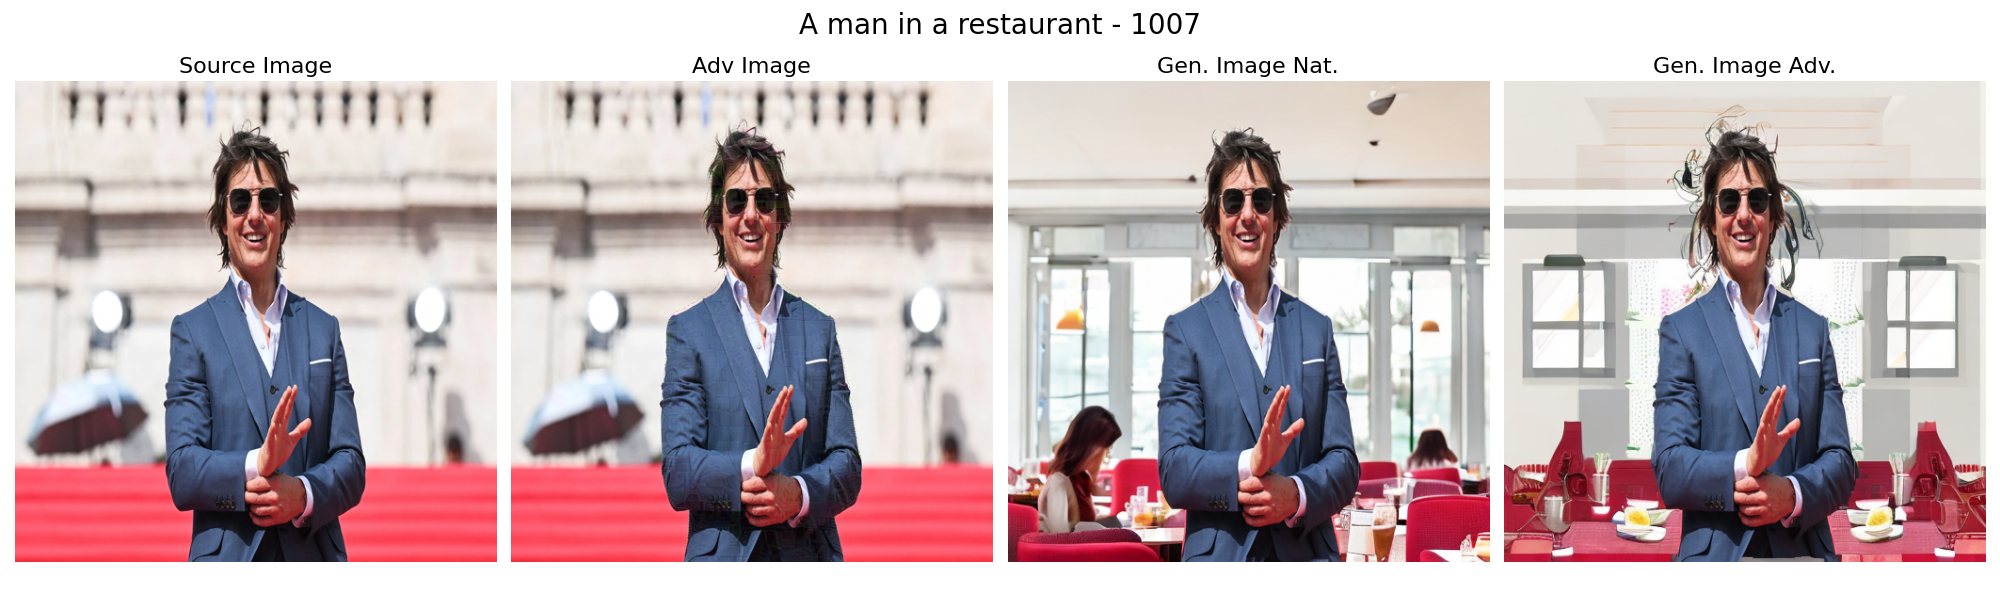 A man in a restaurant - 1007
Source Image
Adv Image
Gen. Image Nat.
Gen. Image Adv.